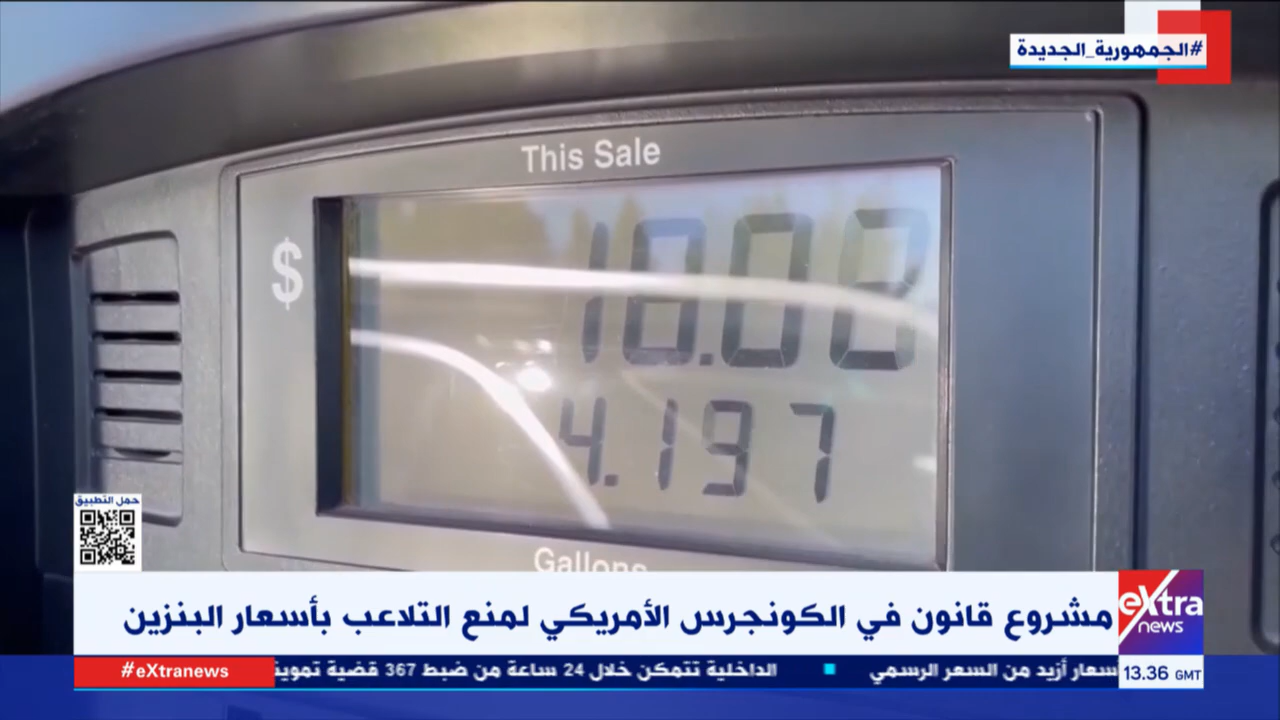 #الجمهورية_الجديدة
This Sale
$
4.197
Gallons
حمل التطبيق
مشروع قانون في الكونجرس الأمريكي لمنع التلاعب بأسعار البنزين
eXtra
news
#eXtranews
سعار أزيد من السعر الرسمي ■ الداخلية تتمكن خلال 24 ساعة من ضبط 367 قضية تموين
13.36 GMT